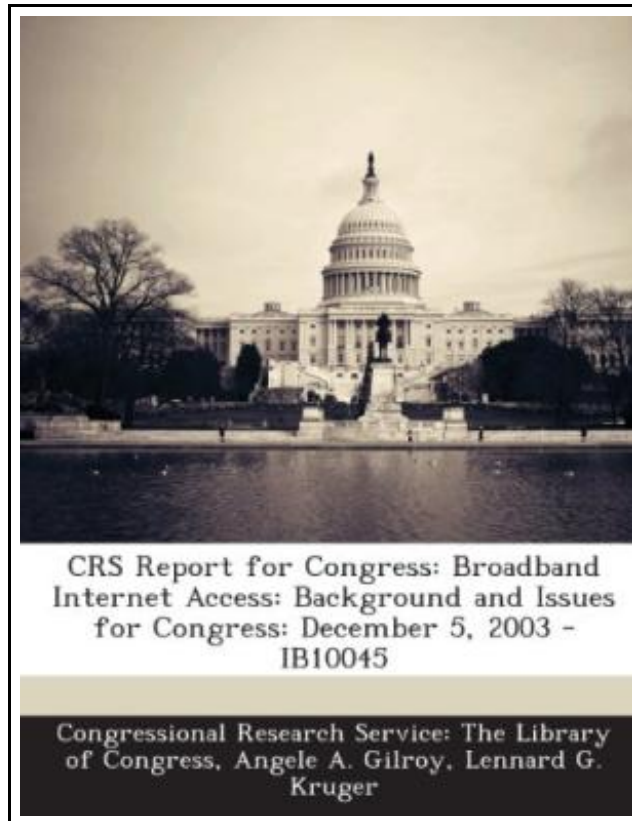 CRS Report for Congress: Broadband
Internet Access: Background and Issues
for Congress: December 5, 2003 -
IB10045
Congressional Research Service: The Library
of Congress, Angele A. Gilroy, Lennard G.
Kruger